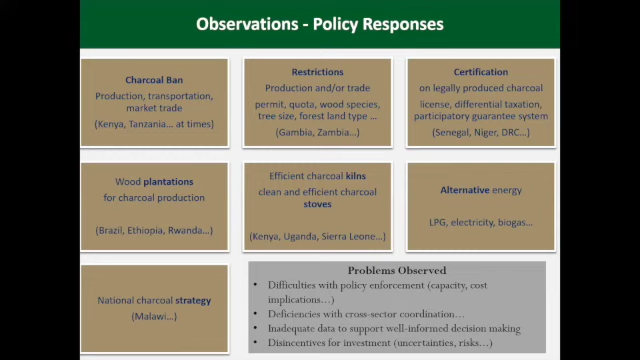 Observations - Policy Responses
Charcoal Ban
Production, transportation,
market trade
(Kenya, Tanzania... at times)
Restrictions
Production and/or trade
permit, quota, wood species,
tree size, forest land type ...
(Gambia, Zambia...)
Certification
on legally produced charcoal
license, differential taxation,
participatory guarantee system
(Senegal, Niger, DRC...)
Wood plantations
for charcoal production
(Brazil, Ethiopia, Rwanda...)
Efficient charcoal kilns
clean and efficient charcoal
stoves
(Kenya, Uganda, Sierra Leone...)
Alternative energy
LPG, electricity, biogas...
National charcoal strategy
(Malawi...)
Problems Observed
• Difficulties with policy enforcement (capacity, cost
implications...)
• Deficiencies with cross-sector coordination...
• Inadequate data to support well-informed decision making
• Disincentives for investment (uncertainties, risks...)